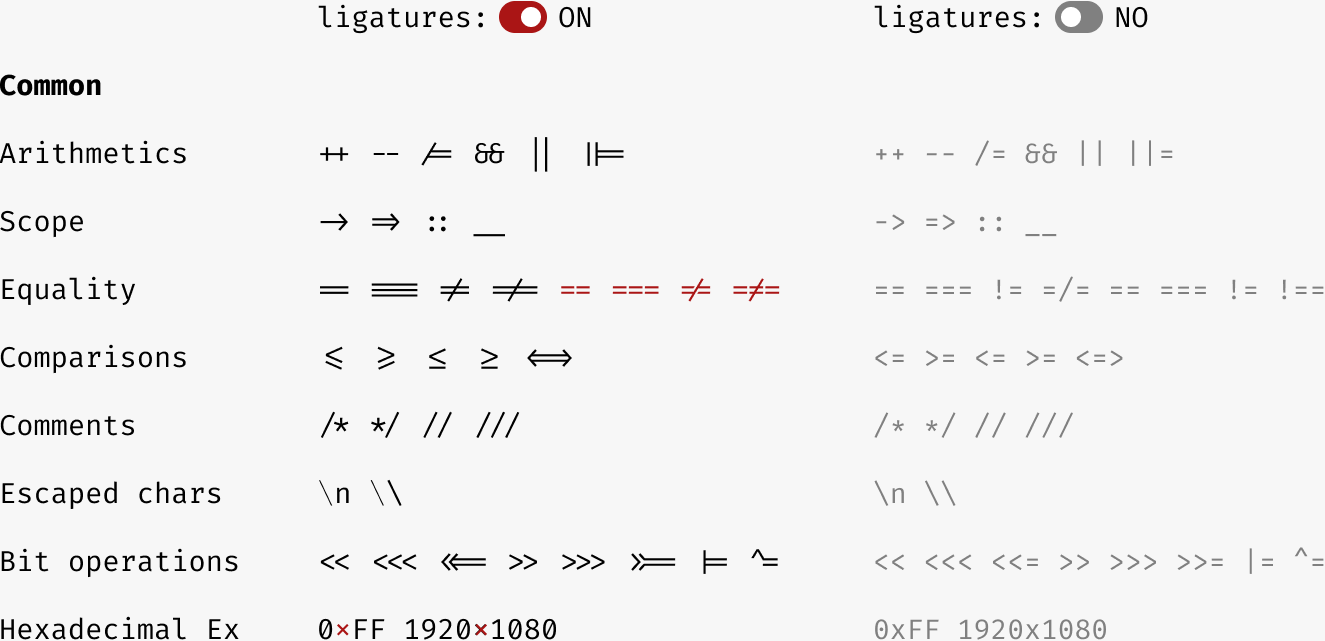 ligatures: ON ligatures: NO
Common
Arithmetics ++ -- /= && || ||= ++ -- /= && || ||=
Scope -> => :: __ -> => :: __
Equality == === != =/= == === != !== == === != =/= == === != !==
Comparisons <= >= ≤ ≥ <=> <= >= <= >= <=>
Comments /* */ // /// /* */ // ///
Escaped chars \n \\ \n \\
Bit operations << <<< <<= >> >>> >>= |= ^= << <<< <<= >> >>> >>= |= ^=
Hexadecimal Ex 0×FF 1920×1080 0xFF 1920x1080